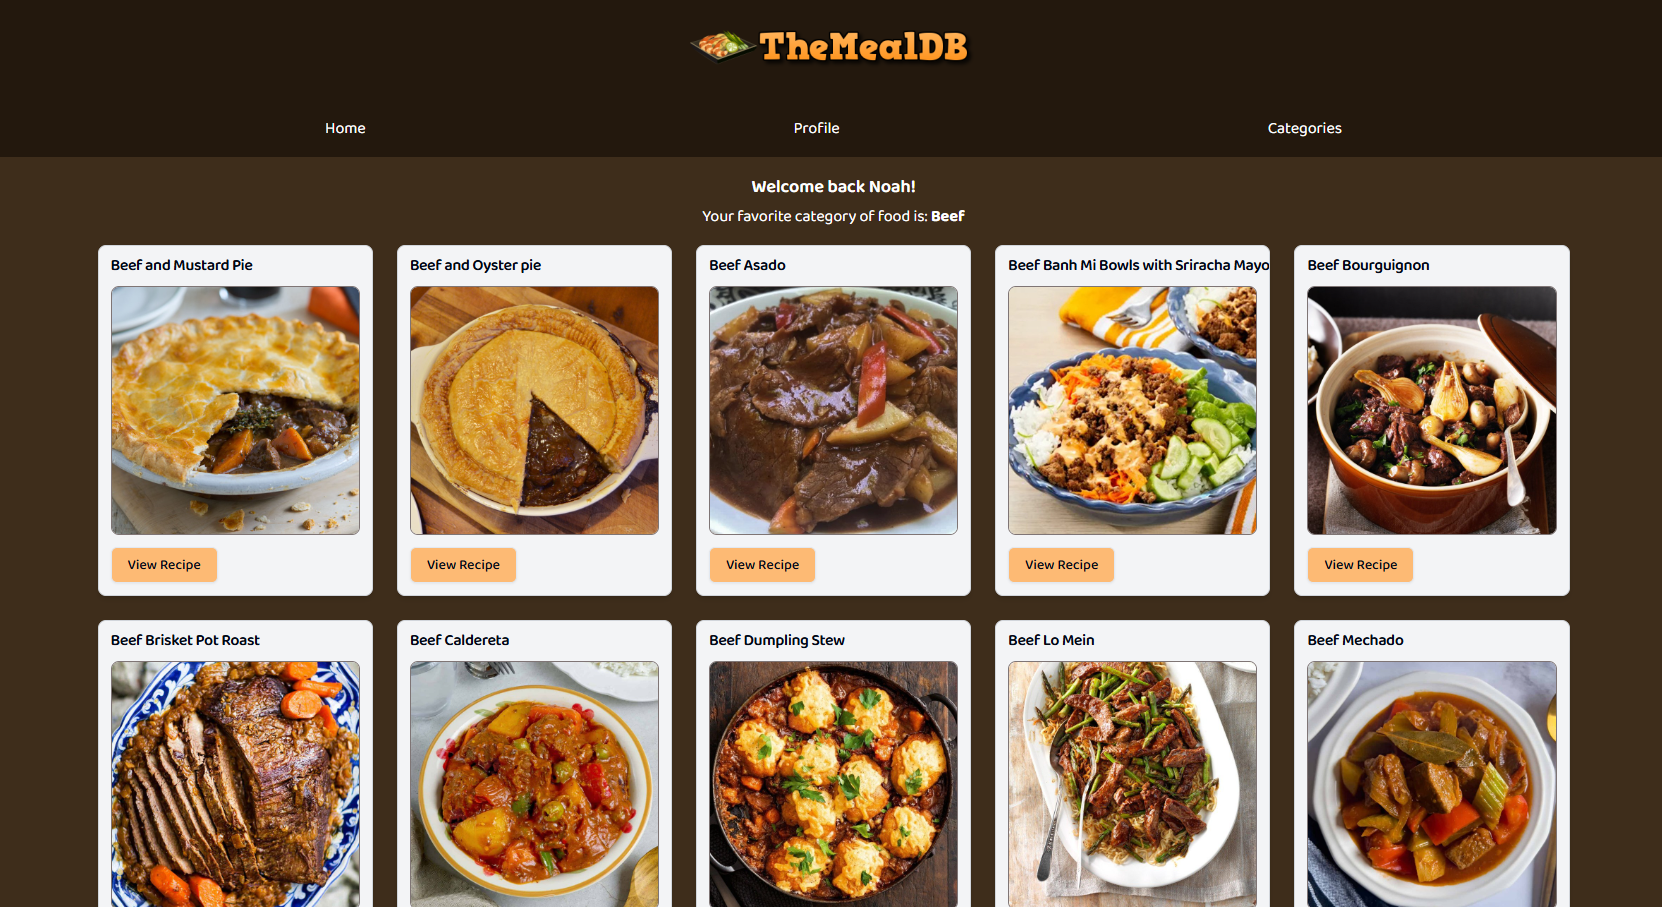 TheMealDB
Home Profile Categories
Welcome back Noah!
Your favorite category of food is: Beef
Beef and Mustard Pie
Beef and Oyster pie
Beef Asado
Beef Banh Mi Bowls with Sriracha Mayo
Beef Bourguignon
View Recipe
View Recipe
View Recipe
View Recipe
View Recipe
Beef Brisket Pot Roast
Beef Caldereta
Beef Dumpling Stew
Beef Lo Mein
Beef Mechado